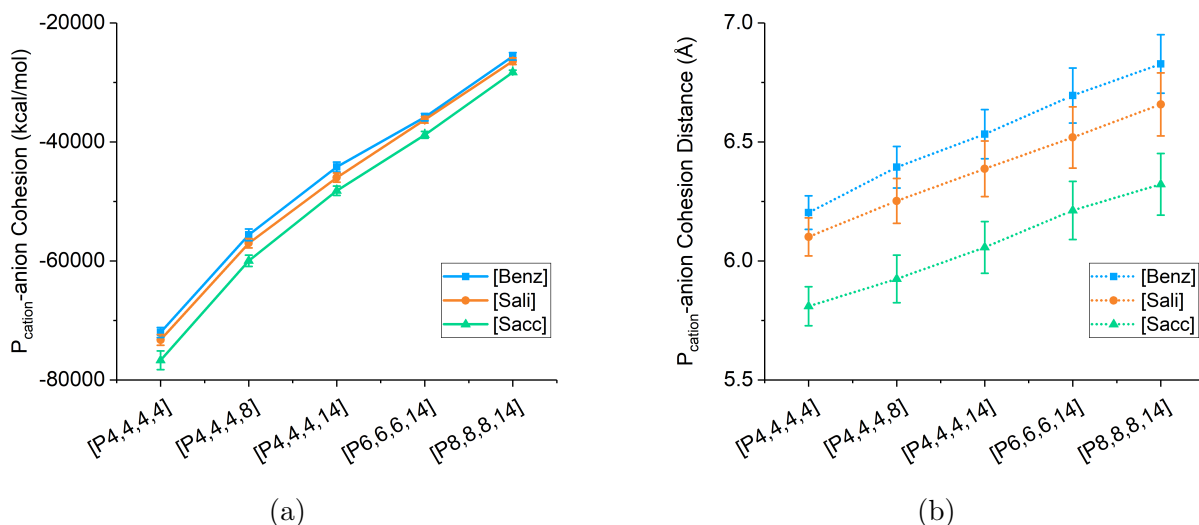 P_cation-anion Cohesion (kcal/mol)
-20000
-40000
-60000
-80000
[Benz]
[Sali]
[Sacc]
[P4,4,4,4]
[P4,4,4,8]
[P4,4,4,14]
[P6,6,6,14]
[P8,8,8,14]
(a)
P_cation-anion Cohesion Distance (Å)
7.0
6.5
6.0
5.5
[Benz]
[Sali]
[Sacc]
[P4,4,4,4]
[P4,4,4,8]
[P4,4,4,14]
[P6,6,6,14]
[P8,8,8,14]
(b)